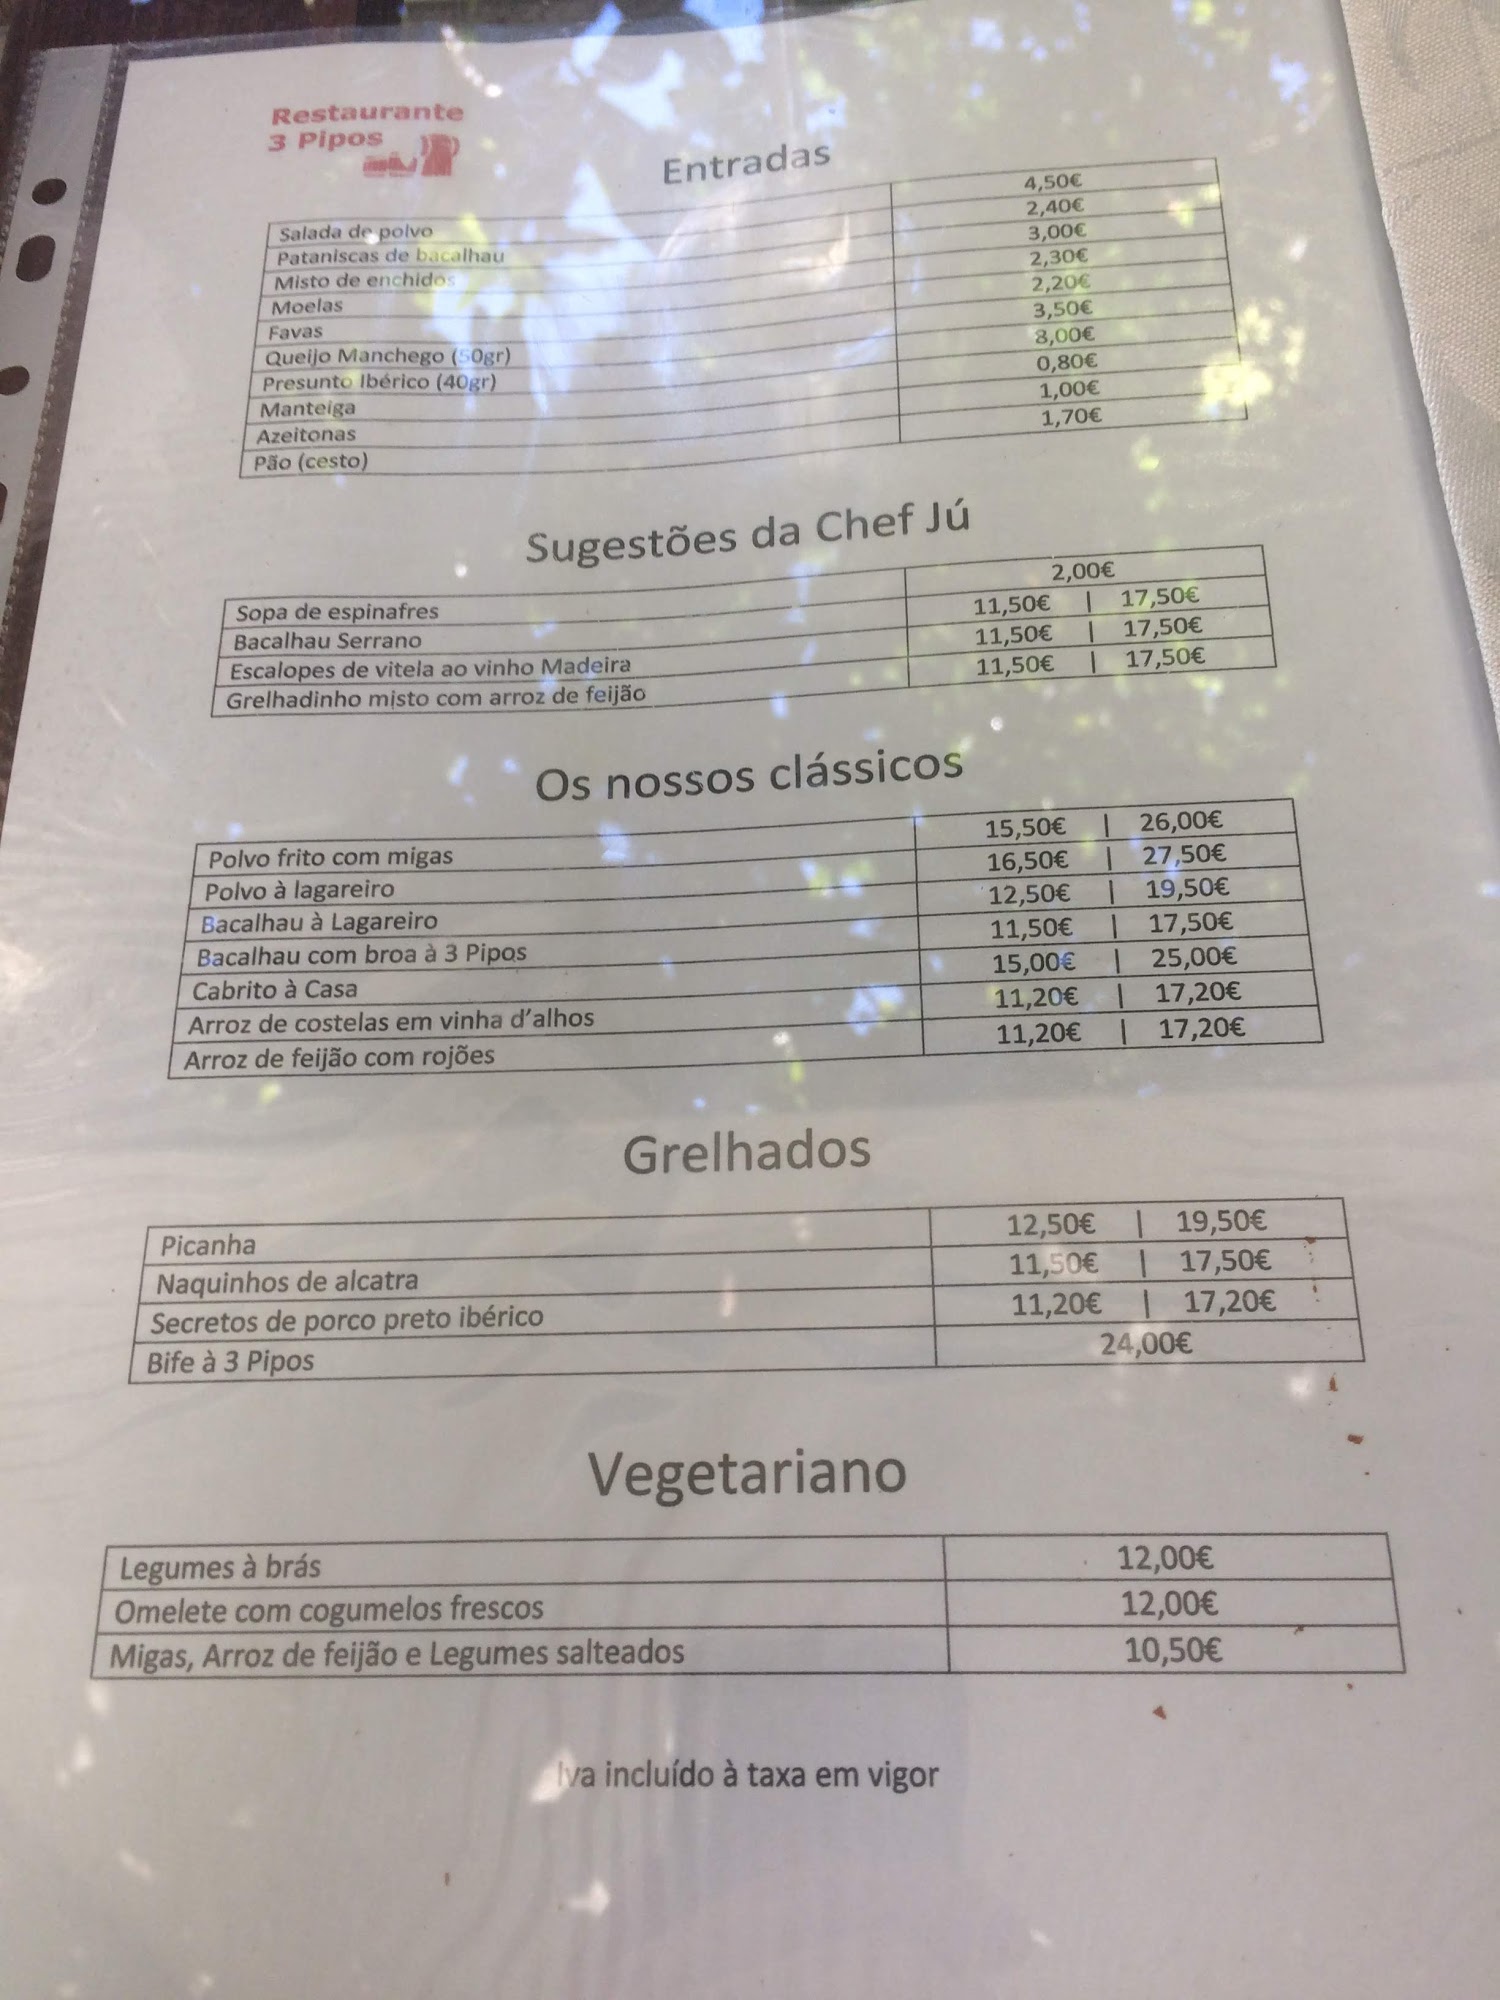 Restaurante
3 Pipos
Entradas
Salada de polvo 4,50€
Pataniscas de bacalhau 2,40€
Misto de enchidos 3,00€
Moelas 2,30€
Favas 2,20€
Queijo Manchego (50gr) 3,50€
Presunto Ibérico (40gr) 8,00€
Manteiga 0,80€
Azeitonas 1,00€
Pão (cesto) 1,70€
Sugestões da Chef Jú
Sopa de espinafres 2,00€
Bacalhau Serrano 11,50€ | 17,50€
Escalopes de vitela ao vinho Madeira 11,50€ | 17,50€
Grelhadinho misto com arroz de feijão 11,50€ | 17,50€
Os nossos clássicos
Polvo frito com migas 15,50€ | 26,00€
Polvo à lagareiro 16,50€ | 27,50€
Bacalhau à Lagareiro 12,50€ | 19,50€
Bacalhau com broa à 3 Pipos 11,50€ | 17,50€
Cabrito à Casa 15,00€ | 25,00€
Arroz de costelas em vinha d'alhos 11,20€ | 17,20€
Arroz de feijão com rojões 11,20€ | 17,20€
Grelhados
Picanha 12,50€ | 19,50€
Naquinhos de alcatra 11,50€ | 17,50€
Secretos de porco preto ibérico 11,20€ | 17,20€
Bife à 3 Pipos 24,00€
Vegetariano
Legumes à brás 12,00€
Omelete com cogumelos frescos 12,00€
Migas, Arroz de feijão e Legumes salteados 10,50€
Iva incluído à taxa em vigor